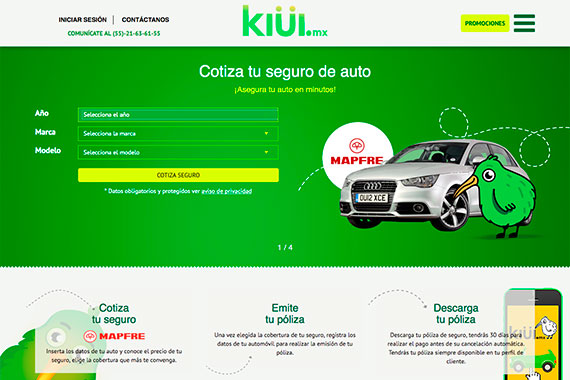 INICIAR SESIÓN | CONTÁCTANOS
COMUNÍCATE AL (55)-21-63-61-55
KIÜI.mx
PROMOCIONES
Cotiza tu seguro de auto
¡Asegura tu auto en minutos!
Año
Selecciona el año
Marca
Selecciona la marca
Modelo
Selecciona el modelo
COTIZA SEGURO
* Datos obligatorios y protegidos ver aviso de privacidad
MAPFRE
OU12 XCE
1 / 4
Cotiza
tu seguro
MAPFRE
Inserta los datos de tu auto y conoce el precio de tu
seguro, elige la cobertura que más te convenga.
Emite
tu póliza
Una vez elegida la cobertura de tu seguro, registra los
datos de tu automóvil para realizar la emisión de tu
póliza.
Descarga
tu póliza
Descarga tu póliza de seguro, tendrás 30 días para
realizar el pago antes de su cancelación automática.
Tendrás tu póliza siempre disponible en tu perfil de
cliente.